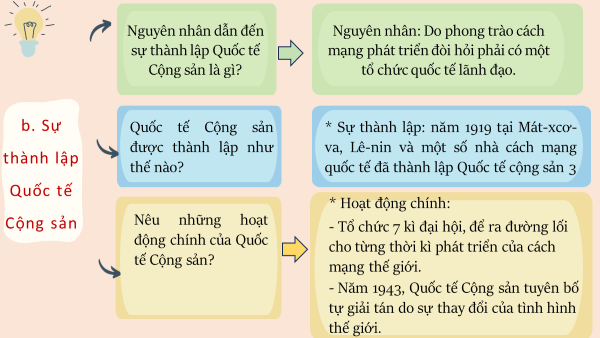 b. Sự
thành lập
Quốc tế
Cộng sản
Nguyên nhân dẫn đến
sự thành lập Quốc tế
Cộng sản là gì?
Nguyên nhân: Do phong trào cách
mạng phát triển đòi hỏi phải có một
tổ chức quốc tế lãnh đạo.
Quốc tế Cộng sản
được thành lập như
thế nào?
* Sự thành lập: năm 1919 tại Mát-xcơ-
va, Lê-nin và một số nhà cách mạng
quốc tế đã thành lập Quốc tế cộng sản 3
Nêu những hoạt
động chính của Quốc
tế Cộng sản?
* Hoạt động chính:
- Tổ chức 7 kì đại hội, để ra đường lối
cho từng thời kì phát triển của cách
mạng thế giới.
- Năm 1943, Quốc tế Cộng sản tuyên bố
tự giải tán do sự thay đổi của tình hình
thế giới.